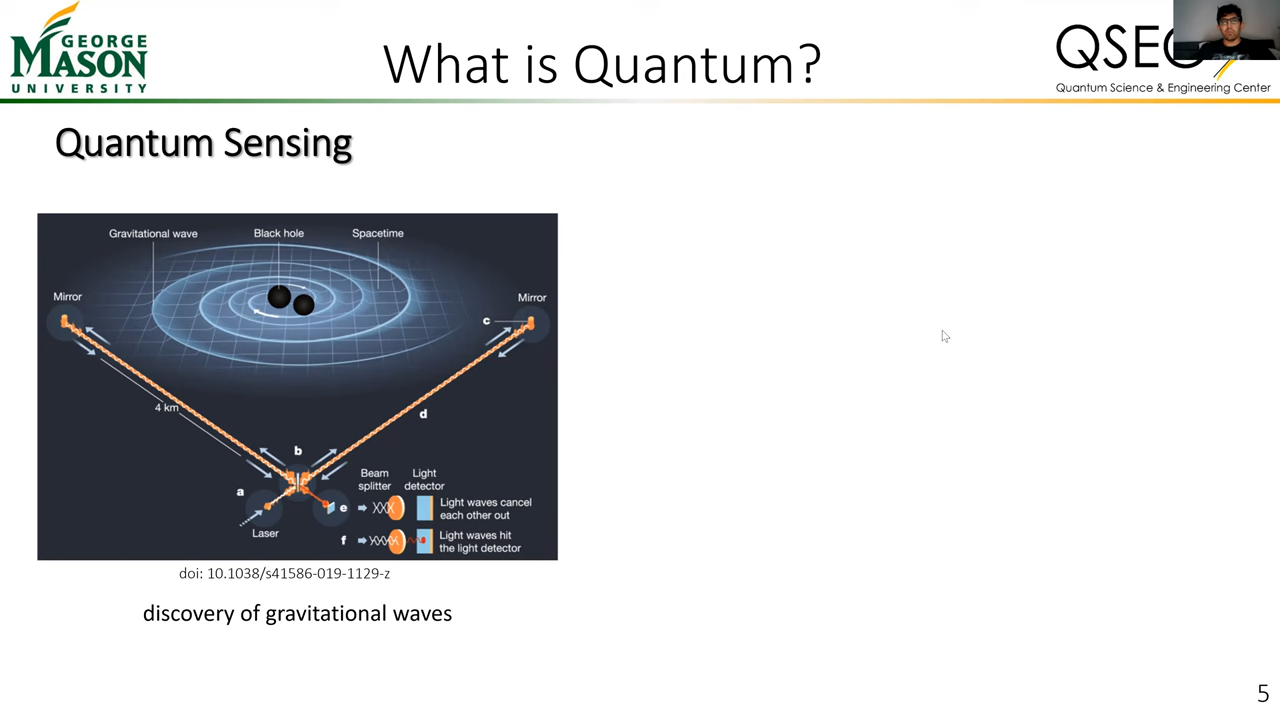 GEORGE
MASON
UNIVERSITY
What is Quantum?
QSEC
Quantum Science & Engineering Center
Quantum Sensing
Gravitational wave
Black hole
Spacetime
Mirror
Mirror
c
4 km
d
b
Beam
splitter
Light
detector
a
e
Light waves cancel
each other out
Laser
f
Light waves hit
the light detector
doi: 10.1038/s41586-019-1129-z
discovery of gravitational waves
5